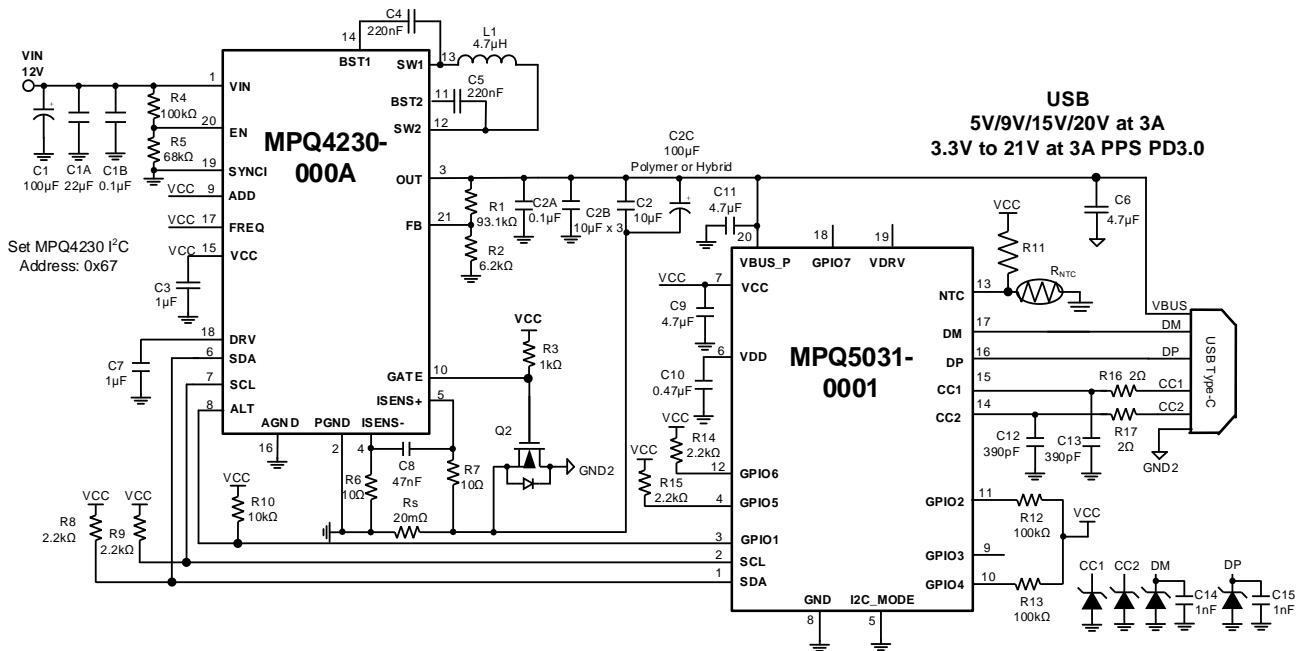 C4
220nF
14
BST1
L1
4.7µH
13
SW1
C5
220nF
11
BST2
12
SW2
VIN
12V
1
VIN
R4
100kΩ
20
EN
R5
68kΩ
19
SYNCI
C1
100µF
C1A
22µF
C1B
0.1µF
MPQ4230-
000A
VCC
9
ADD
VCC
17
FREQ
VCC
15
VCC
Set MPQ4230 I²C
Address: 0x67
C3
1µF
18
DRV
6
SDA
7
SCL
8
ALT
C7
1µF
OUT
3
FB
21
R1
93.1kΩ
R2
6.2kΩ
C2A
0.1µF
C2B
10µF x 3
C2
10µF
C2C
100µF
Polymer or Hybrid
C11
4.7µF
USB
5V/9V/15V/20V at 3A
3.3V to 21V at 3A PPS PD3.0
C6
4.7µF
VCC
R3
1kΩ
GATE
10
ISENS+
5
AGND
16
PGND
2
ISENS-
4
C8
47nF
Q2
GND2
R6
10Ω
R7
10Ω
Rs
20mΩ
VCC
R10
10kΩ
VCC
R8
2.2kΩ
VCC
R9
2.2kΩ
20
VBUS_P
18
GPIO7
19
VDRV
VCC
7
VCC
C9
4.7µF
6
VDD
C10
0.47µF
MPQ5031-
0001
VCC
R14
2.2kΩ
12
GPIO6
VCC
R15
2.2kΩ
4
GPIO5
3
GPIO1
2
SCL
1
SDA
GND
8
I2C_MODE
5
VCC
R11
RNTC
NTC
13
DM
17
DP
16
CC1
15
CC2
14
VBUS
DM
DP
CC1
CC2
R16 2Ω
R17
2Ω
C12
390pF
C13
390pF
USB Type-C
GND2
GPIO2
11
R12
100kΩ
VCC
GPIO3
9
GPIO4
10
R13
100kΩ
CC1
CC2
DM
C14
1nF
DP
C15
1nF